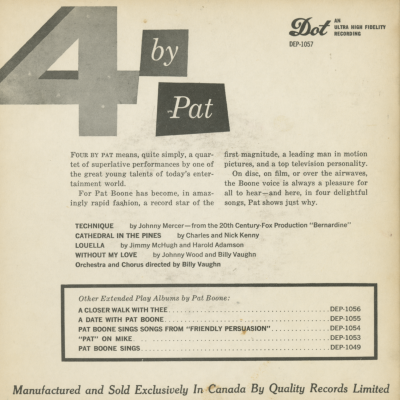 4 by Pat
Dot
AN
ULTRA HIGH FIDELITY
RECORDING
DEP-1057
FOUR BY PAT means, quite simply, a quar-
tet of superlative performances by one of
the great young talents of today's enter-
tainment world.
For Pat Boone has become, in amaz-
ingly rapid fashion, a record star of the
first magnitude, a leading man in motion
pictures, and a top television personality.
On disc, on film, or over the airwaves,
the Boone voice is always a pleasure for
all to hear—and here, in four delightful
songs, Pat shows just why.
TECHNIQUE by Johnny Mercer—from the 20th Century-Fox Production "Bernardine"
CATHEDRAL IN THE PINES by Charles and Nick Kenny
LOUELLA by Jimmy McHugh and Harold Adamson
WITHOUT MY LOVE by Johnny Wood and Billy Vaughn
Orchestra and Chorus directed by Billy Vaughn
Other Extended Play Albums by Pat Boone:
A CLOSER WALK WITH THEE ........ DEP-1056
A DATE WITH PAT BOONE ........ DEP-1055
PAT BOONE SINGS SONGS FROM "FRIENDLY PERSUASION" ........ DEP-1054
"PAT" ON MIKE ........ DEP-1053
PAT BOONE SINGS ........ DEP-1049
Manufactured and Sold Exclusively In Canada By Quality Records Limited